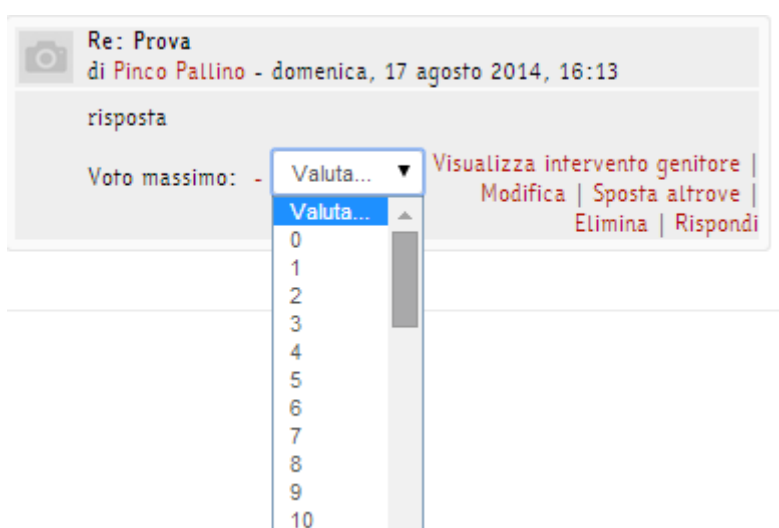 Re: Prova
di Pinco Pallino - domenica, 17 agosto 2014, 16:13
risposta
Voto massimo: - Valuta...
Visualizza intervento genitore |
Modifica | Sposta altrove |
Elimina | Rispondi
Valuta...
0
1
2
3
4
5
6
7
8
9
10